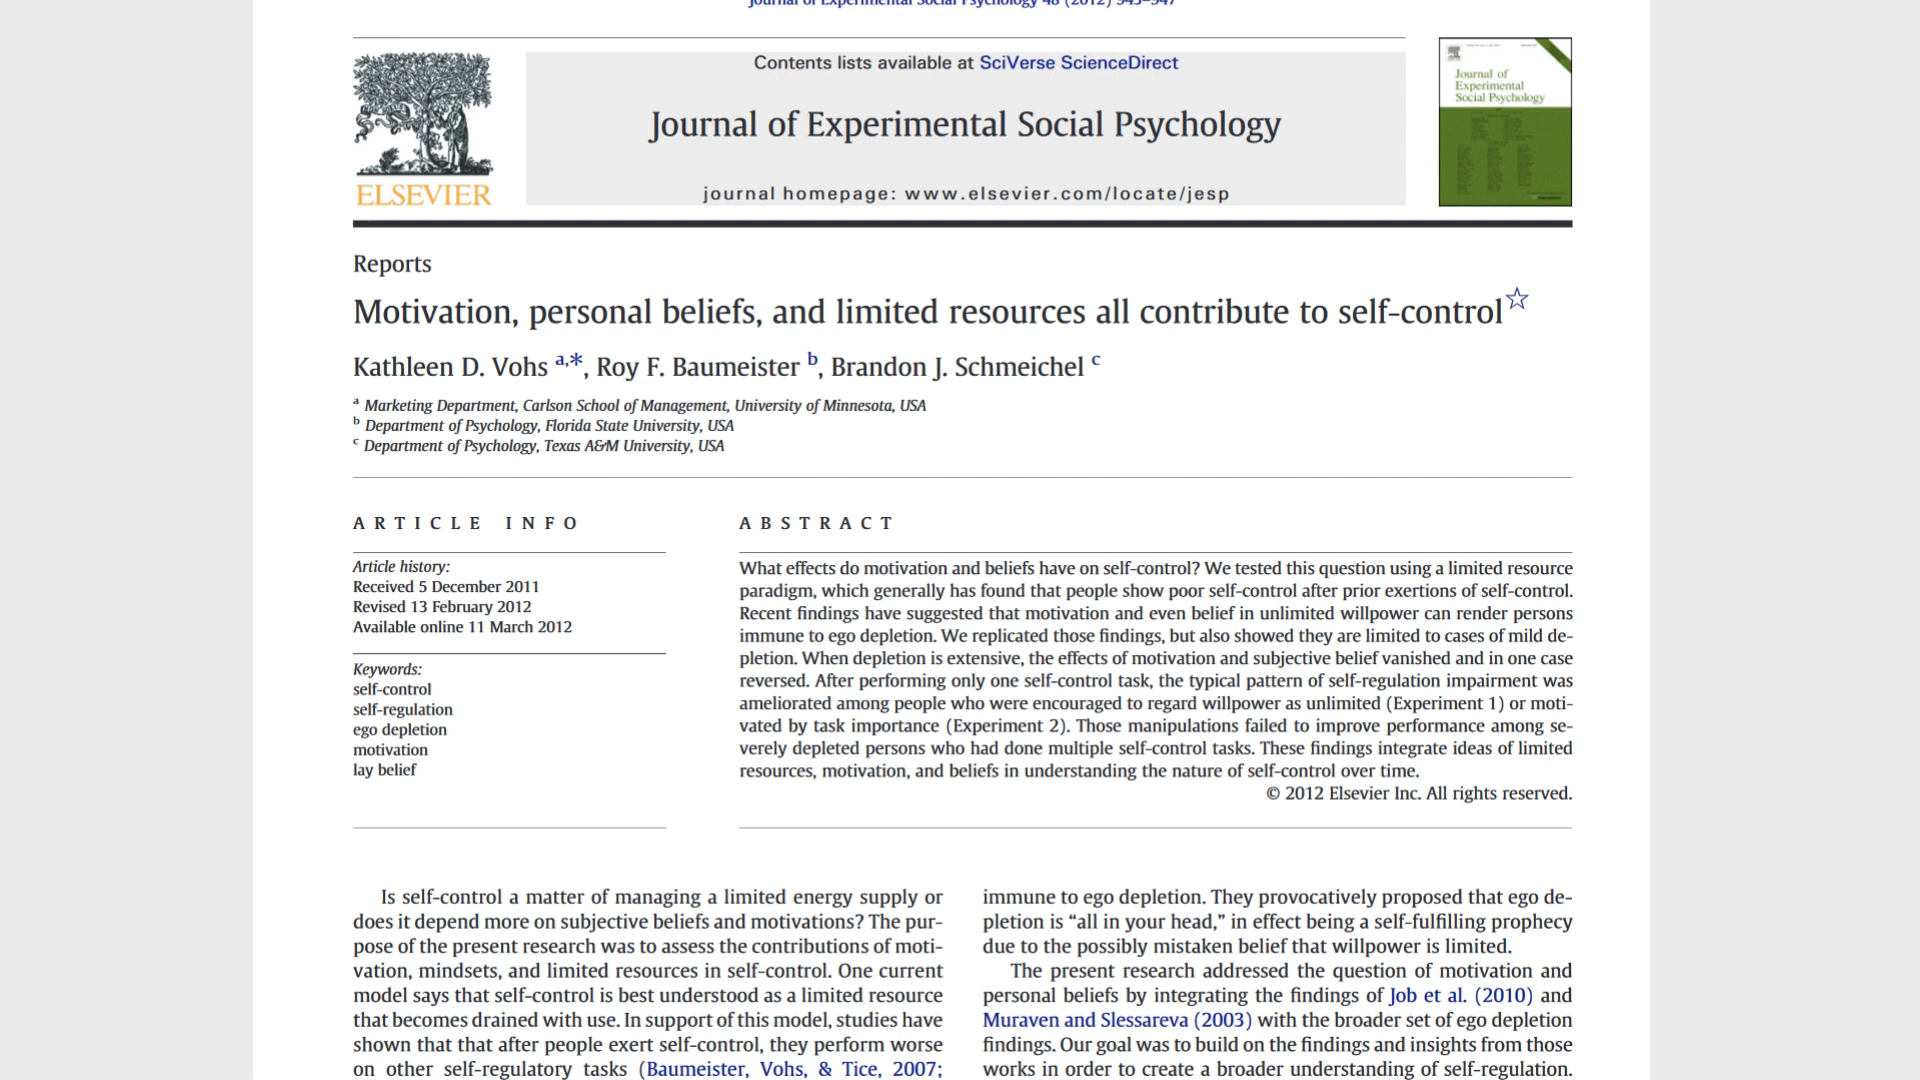 Journal of Experimental Social Psychology 48 (2012) 943–947
Contents lists available at SciVerse ScienceDirect
Journal of Experimental Social Psychology
journal homepage: www.elsevier.com/locate/jesp
ELSEVIER
Journal of
Experimental
Social Psychology
Reports
Motivation, personal beliefs, and limited resources all contribute to self-control☆
Kathleen D. Vohs a,*, Roy F. Baumeister b, Brandon J. Schmeichel c
a Marketing Department, Carlson School of Management, University of Minnesota, USA
b Department of Psychology, Florida State University, USA
c Department of Psychology, Texas A&M University, USA
ARTICLE INFO
Article history:
Received 5 December 2011
Revised 13 February 2012
Available online 11 March 2012
Keywords:
self-control
self-regulation
ego depletion
motivation
lay belief
ABSTRACT
What effects do motivation and beliefs have on self-control? We tested this question using a limited resource
paradigm, which generally has found that people show poor self-control after prior exertions of self-control.
Recent findings have suggested that motivation and even belief in unlimited willpower can render persons
immune to ego depletion. We replicated those findings, but also showed they are limited to cases of mild de-
pletion. When depletion is extensive, the effects of motivation and subjective belief vanished and in one case
reversed. After performing only one self-control task, the typical pattern of self-regulation impairment was
ameliorated among people who were encouraged to regard willpower as unlimited (Experiment 1) or moti-
vated by task importance (Experiment 2). Those manipulations failed to improve performance among se-
verely depleted persons who had done multiple self-control tasks. These findings integrate ideas of limited
resources, motivation, and beliefs in understanding the nature of self-control over time.
© 2012 Elsevier Inc. All rights reserved.
Is self-control a matter of managing a limited energy supply or
does it depend more on subjective beliefs and motivations? The pur-
pose of the present research was to assess the contributions of moti-
vation, mindsets, and limited resources in self-control. One current
model says that self-control is best understood as a limited resource
that becomes drained with use. In support of this model, studies have
shown that that after people exert self-control, they perform worse
on other self-regulatory tasks (Baumeister, Vohs, & Tice, 2007;
immune to ego depletion. They provocatively proposed that ego de-
pletion is “all in your head,” in effect being a self-fulfilling prophecy
due to the possibly mistaken belief that willpower is limited.
The present research addressed the question of motivation and
personal beliefs by integrating the findings of Job et al. (2010) and
Muraven and Slessareva (2003) with the broader set of ego depletion
findings. Our goal was to build on the findings and insights from those
works in order to create a broader understanding of self-regulation.